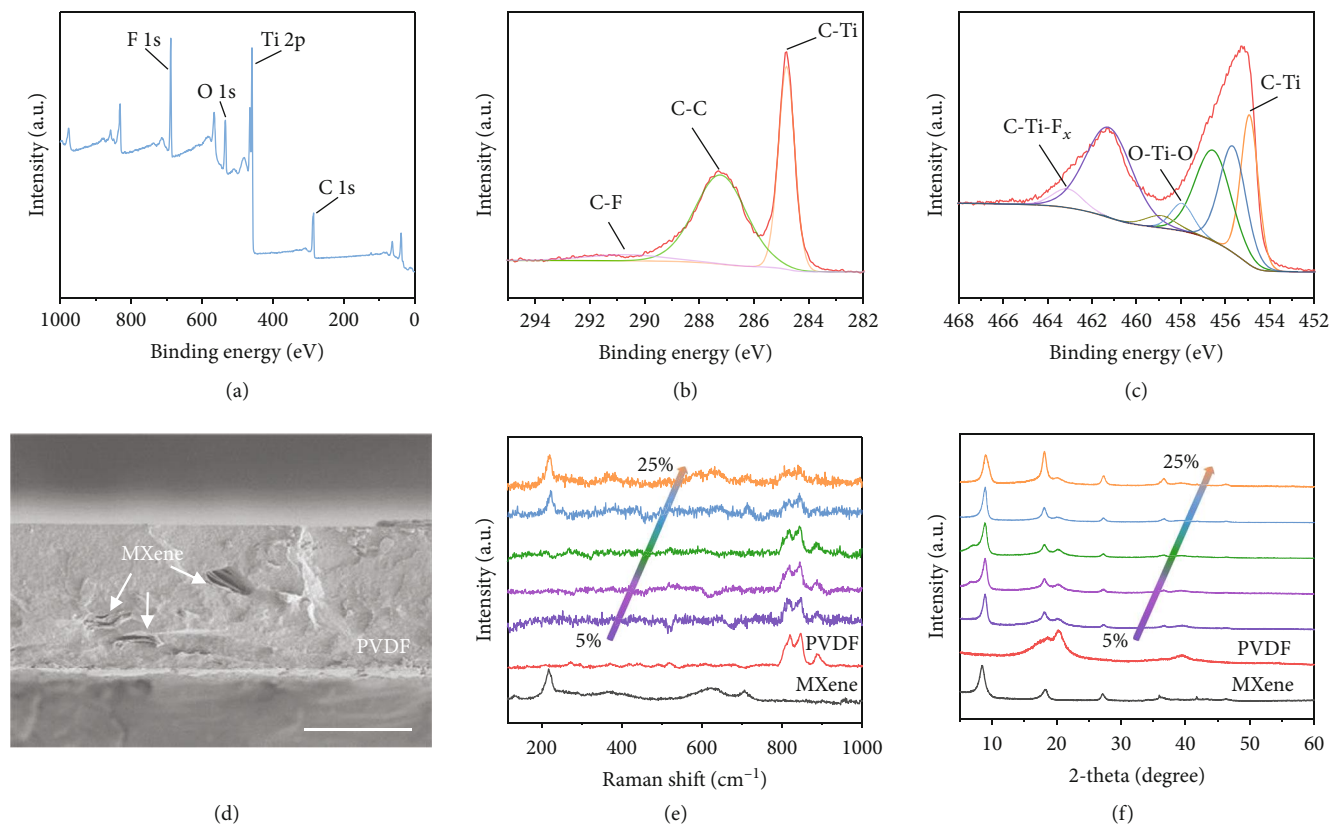 F 1s
Ti 2p
O 1s
C 1s
Intensity (a.u.)
1000 800 600 400 200 0
Binding energy (eV)
(a)
C-Ti
C-C
C-F
Intensity (a.u.)
294 292 290 288 286 284 282
Binding energy (eV)
(b)
C-Ti
C-Ti-Fₓ
O-Ti-O
Intensity (a.u.)
468 466 464 462 460 458 456 454 452
Binding energy (eV)
(c)
MXene
PVDF
(d)
25%
5%
PVDF
MXene
Intensity (a.u.)
200 400 600 800 1000
Raman shift (cm⁻¹)
(e)
25%
5%
PVDF
MXene
Intensity (a.u.)
10 20 30 40 50 60
2-theta (degree)
(f)